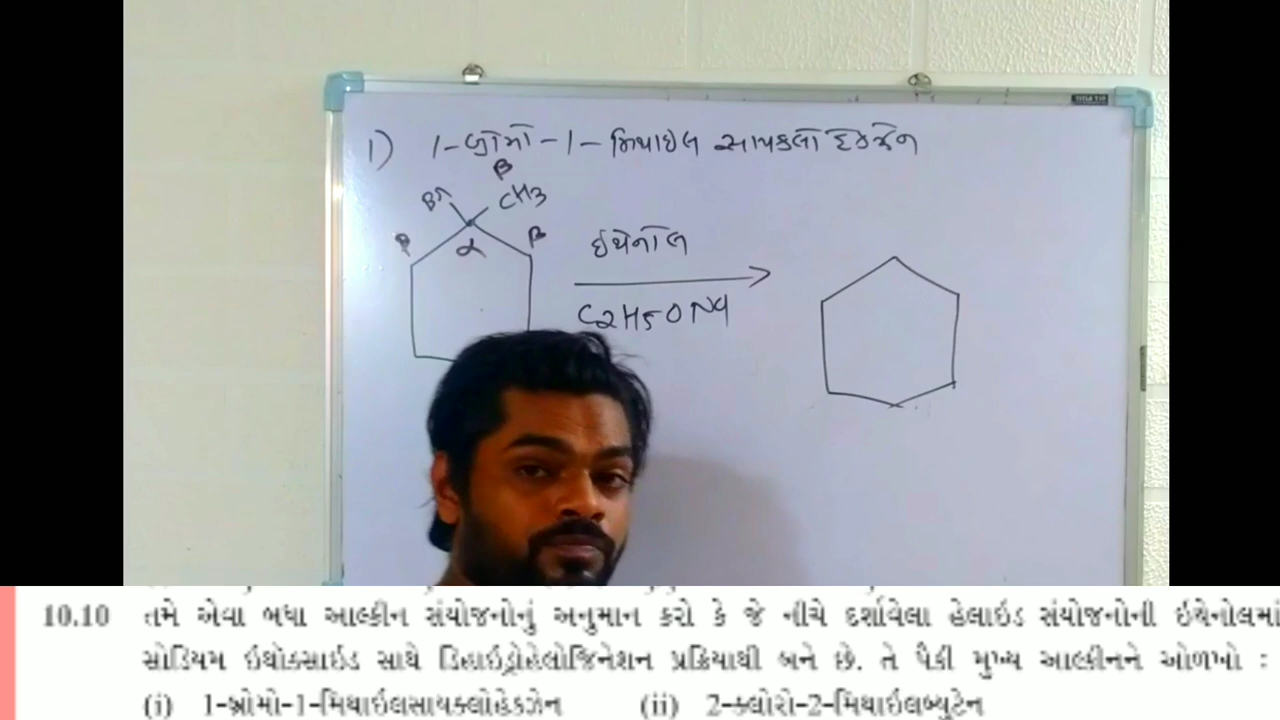 1) 1-બ્રોમો-1-મિથાઇલ સાયક્લો હેકઝેન
β
Br CH3
β α β
ઇથેનોલ
C2H5ONa
10.10 તમે એવા બધા આલ્કીન સંયોજનોનું અનુમાન કરો કે જે નીચે દર્શાવેલા હેલાઇડ સંયોજનોની ઇથેનોલમાં
સોડિયમ ઇથોક્સાઇડ સાથે ડિહાઇડ્રોહેલોજિનેશન પ્રક્રિયાથી બને છે. તે પૈકી મુખ્ય આલ્કીનને ઓળખો :
(i) 1-બ્રોમો-1-મિથાઇલસાયક્લોહેકઝેન (ii) 2-ક્લોરો-2-મિથાઇલબ્યુટેન